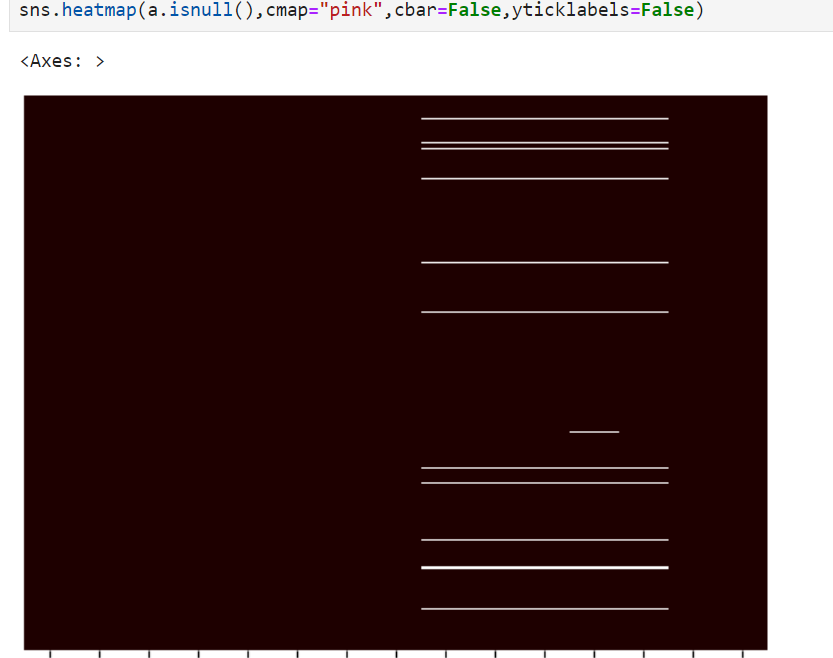 sns.heatmap(a.isnull(),cmap="pink",cbar=False,yticklabels=False)
<Axes: >